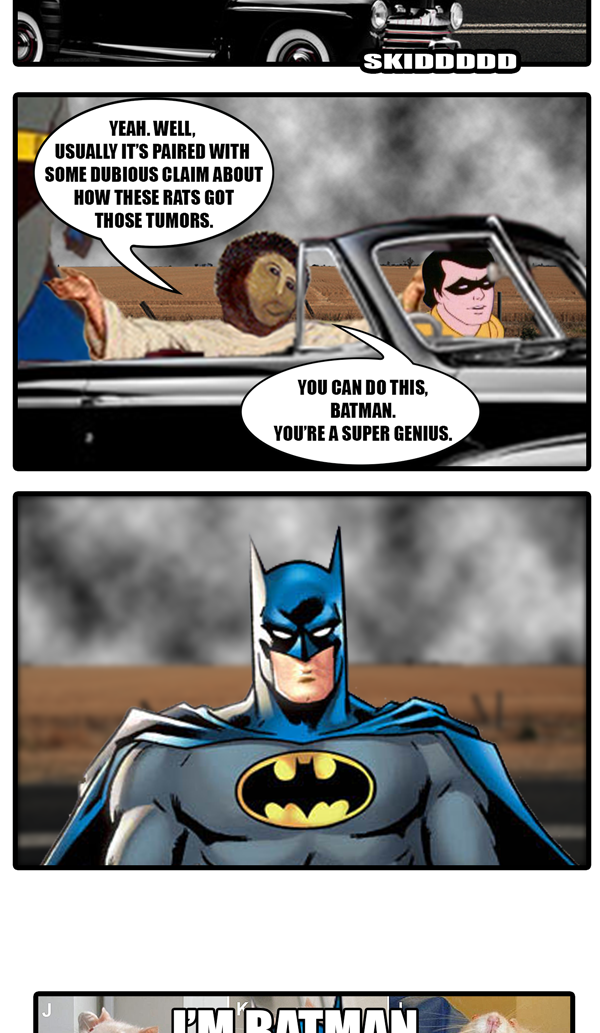 SKIDDDDD
YEAH. WELL,
USUALLY IT'S PAIRED WITH
SOME DUBIOUS CLAIM ABOUT
HOW THESE RATS GOT
THOSE TUMORS.
YOU CAN DO THIS,
BATMAN.
YOU'RE A SUPER GENIUS.
J K
I'M BATMAN